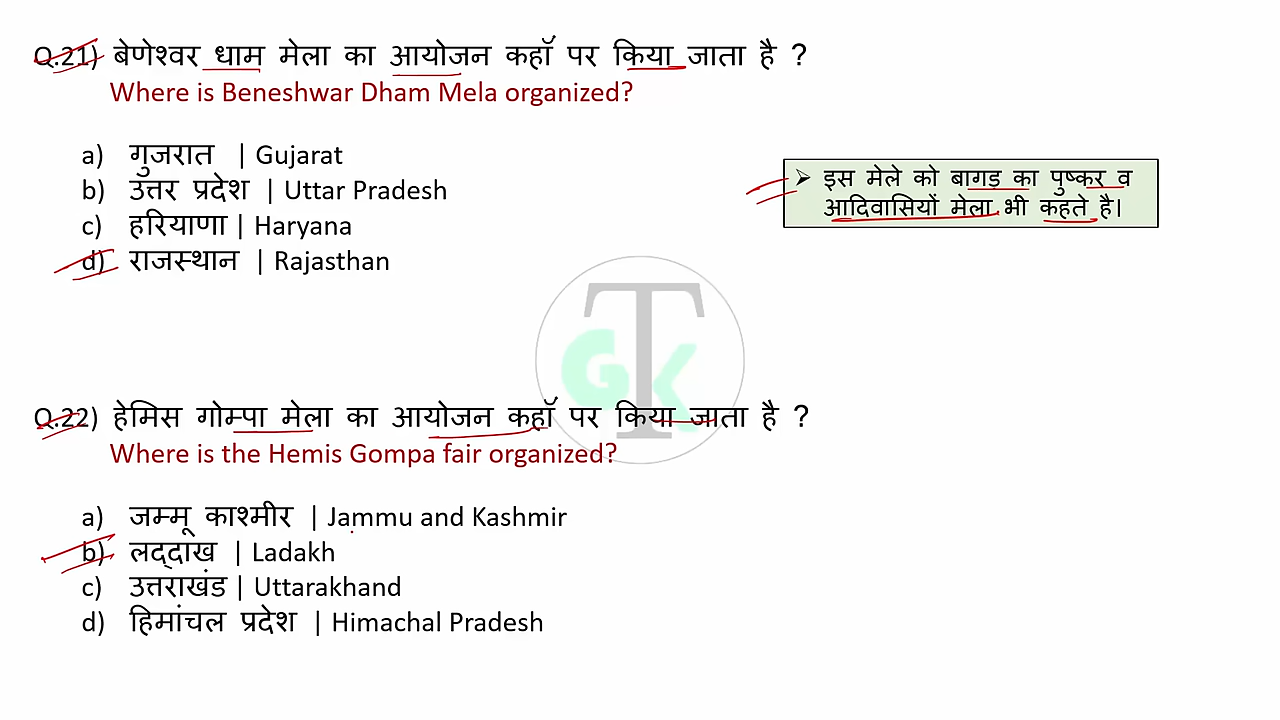 Q.21) बेणेश्वर धाम मेला का आयोजन कहाँ पर किया जाता है ?
Where is Beneshwar Dham Mela organized?
a) गुजरात | Gujarat
b) उत्तर प्रदेश | Uttar Pradesh
c) हरियाणा | Haryana
d) राजस्थान | Rajasthan
➢ इस मेले को बागड़ का पुष्कर व
आदिवासियों मेला भी कहते है।
T
GK
Q.22) हेमिस गोम्पा मेला का आयोजन कहाँ पर किया जाता है ?
Where is the Hemis Gompa fair organized?
a) जम्मू काश्मीर | Jammu and Kashmir
b) लद्दाख | Ladakh
c) उत्तराखंड | Uttarakhand
d) हिमांचल प्रदेश | Himachal Pradesh